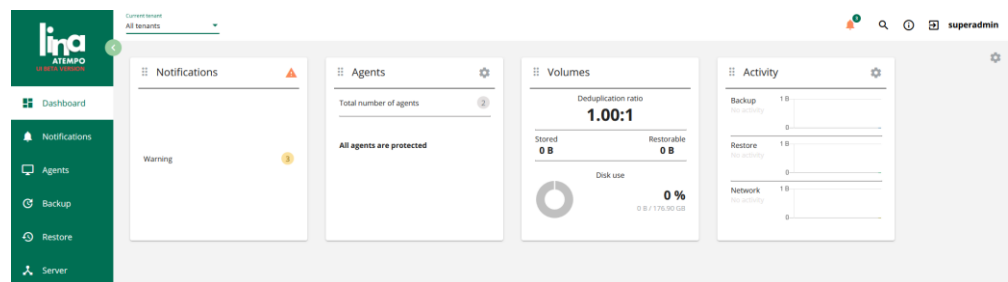 lina
ATEMPO
UI BETA VERSION
Dashboard
Notifications
Agents
Backup
Restore
Server
Current tenant
All tenants
3
superadmin
Notifications
Warning
3
Agents
Total number of agents
2
All agents are protected
Volumes
Deduplication ratio
1.00:1
Stored
Restorable
0 B
0 B
Disk use
0 %
0 B / 176.90 GB
Activity
Backup
No activity
1 B
0
Restore
No activity
1 B
0
Network
No activity
1 B
0